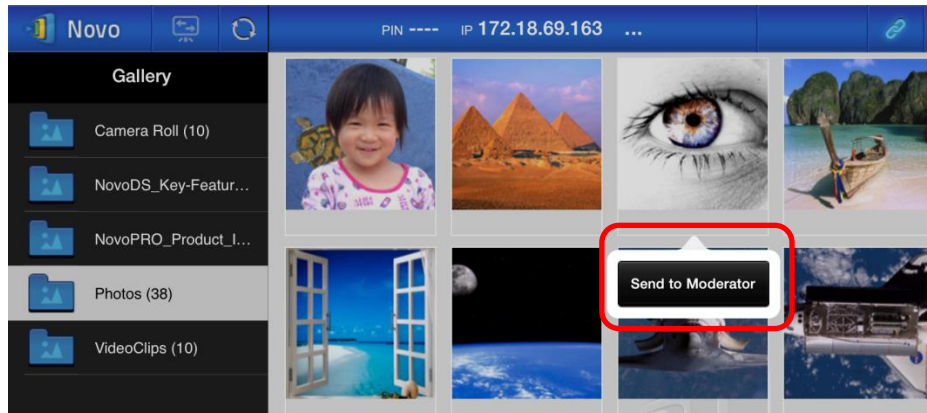 Novo PIN ---- IP 172.18.69.163 ...
Gallery
Camera Roll (10)
NovoDS_Key-Featur...
NovoPRO_Product_I...
Photos (38)
VideoClips (10)
Send to Moderator